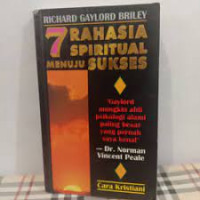 RICHARD GAYLORD BRILEY
7 RAHASIA
SPIRITUAL
MENUJU SUKSES
"Gaylord
mungkin ahli
psikologi alami
paling besar
yang pernah
saya kenal"
— Dr. Norman
Vincent Peale
Cara Kristiani